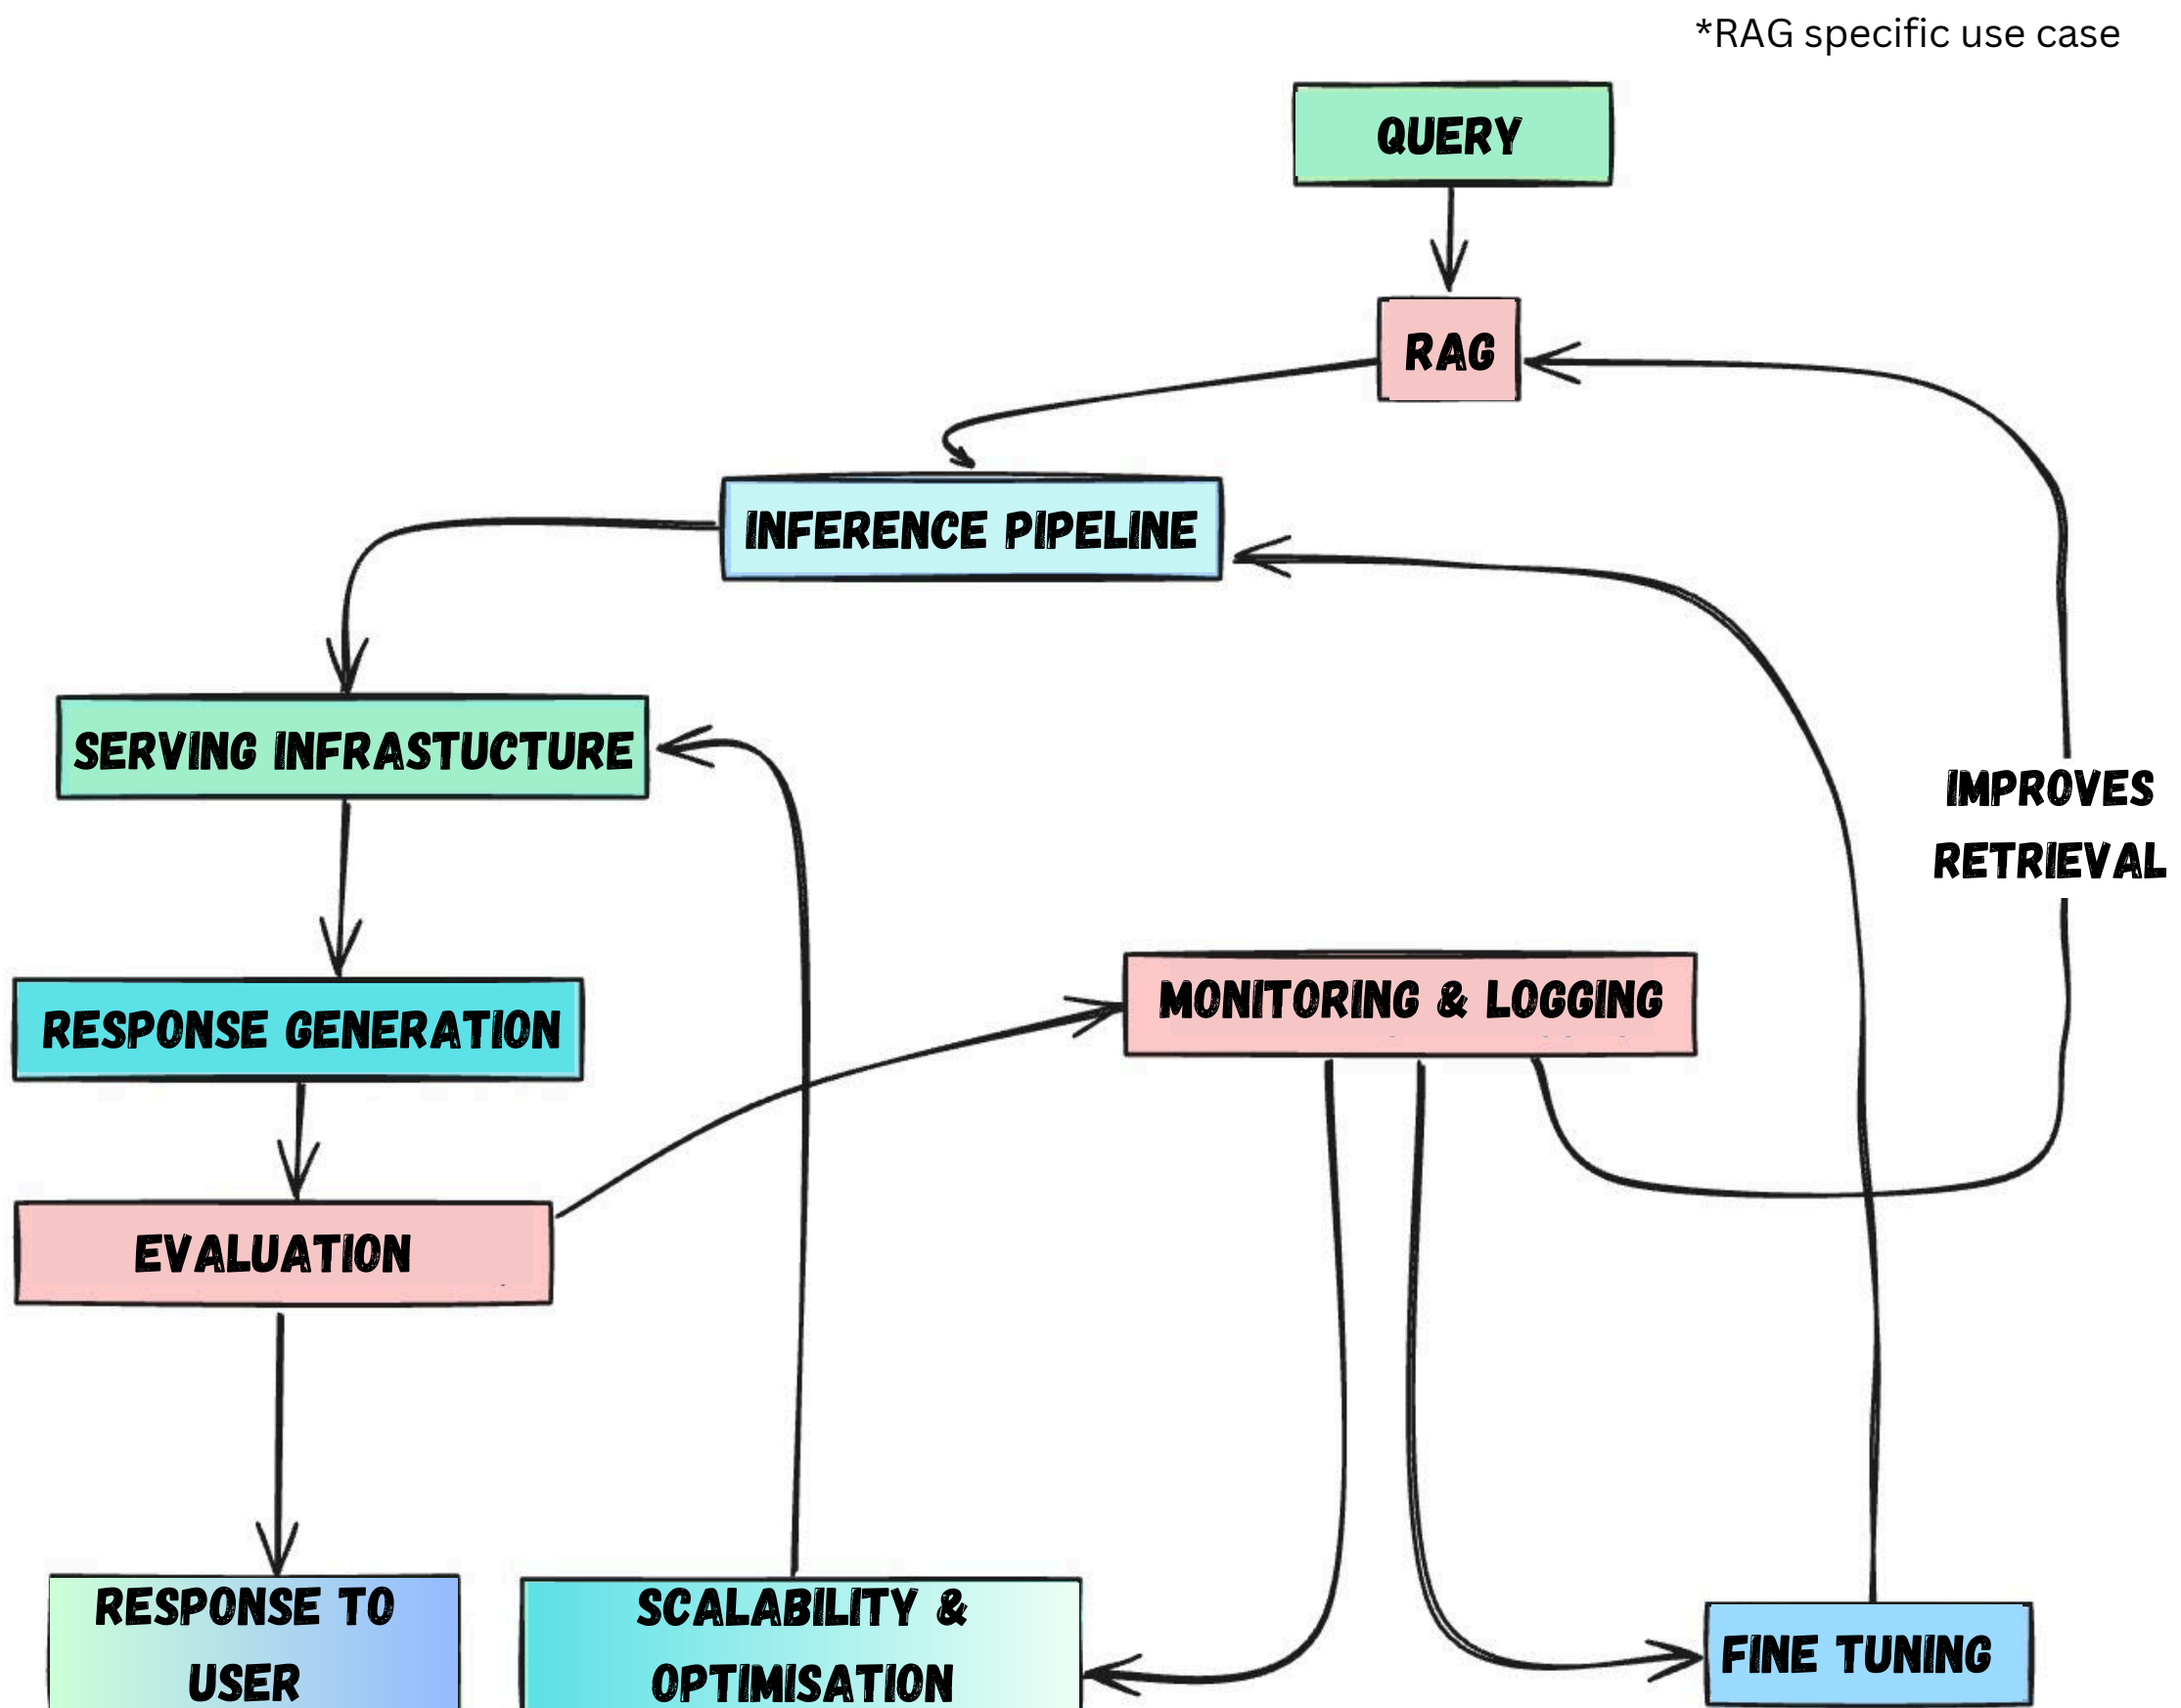 *RAG specific use case
QUERY
RAG
INFERENCE PIPELINE
SERVING INFRASTUCTURE
IMPROVES
RETRIEVAL
MONITORING & LOGGING
RESPONSE GENERATION
EVALUATION
RESPONSE TO
USER
SCALABILITY &
OPTIMISATION
FINE TUNING